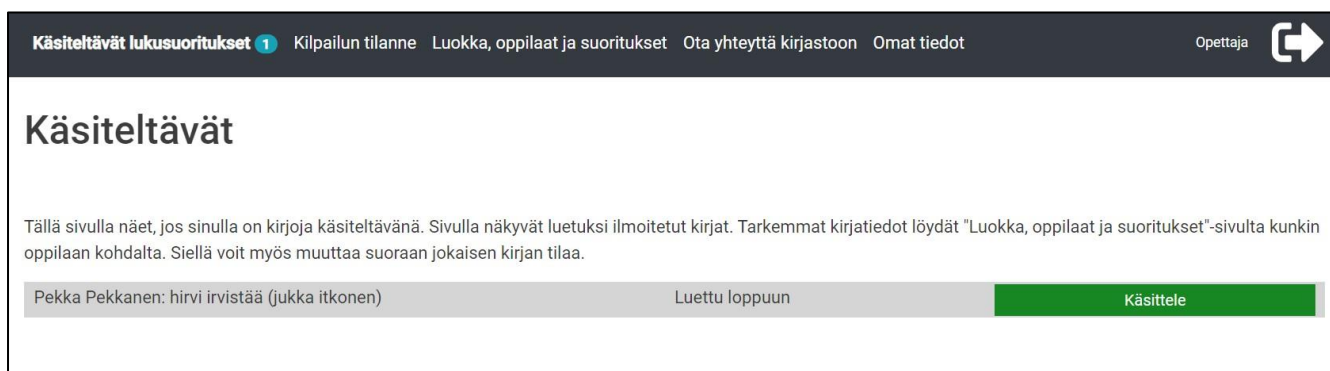 Käsiteltävät lukusuoritukset 1 Kilpailun tilanne Luokka, oppilaat ja suoritukset Ota yhteyttä kirjastoon Omat tiedot Opettaja
Käsiteltävät
Tällä sivulla näet, jos sinulla on kirjoja käsiteltävänä. Sivulla näkyvät luetuksi ilmoitetut kirjat. Tarkemmat kirjatiedot löydät "Luokka, oppilaat ja suoritukset"-sivulta kunkin
oppilaan kohdalta. Siellä voit myös muuttaa suoraan jokaisen kirjan tilaa.
Pekka Pekkanen: hirvi irvistää (jukka itkonen) Luettu loppuun Käsittele